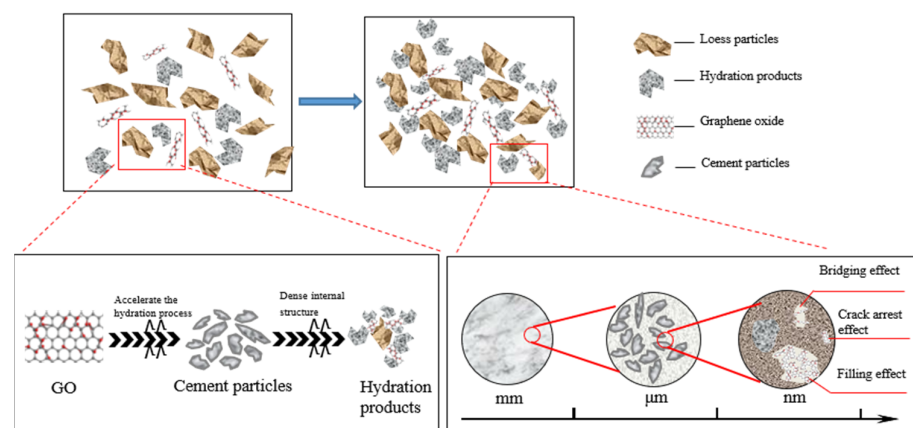 Loess particles
Hydration products
Graphene oxide
Cement particles
Accelerate the
hydration process
Dense internal
structure
GO
Cement particles
Hydration
products
Bridging effect
Crack arrest
effect
Filling effect
mm
μm
nm